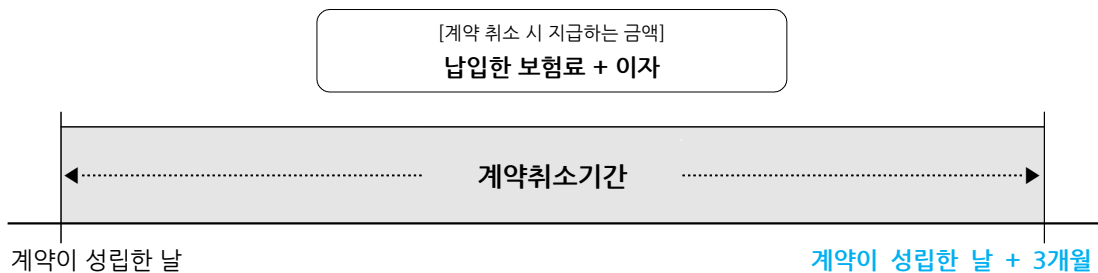 [계약 취소 시 지급하는 금액]
납입한 보험료 + 이자
계약취소기간
계약이 성립한 날
계약이 성립한 날 + 3개월